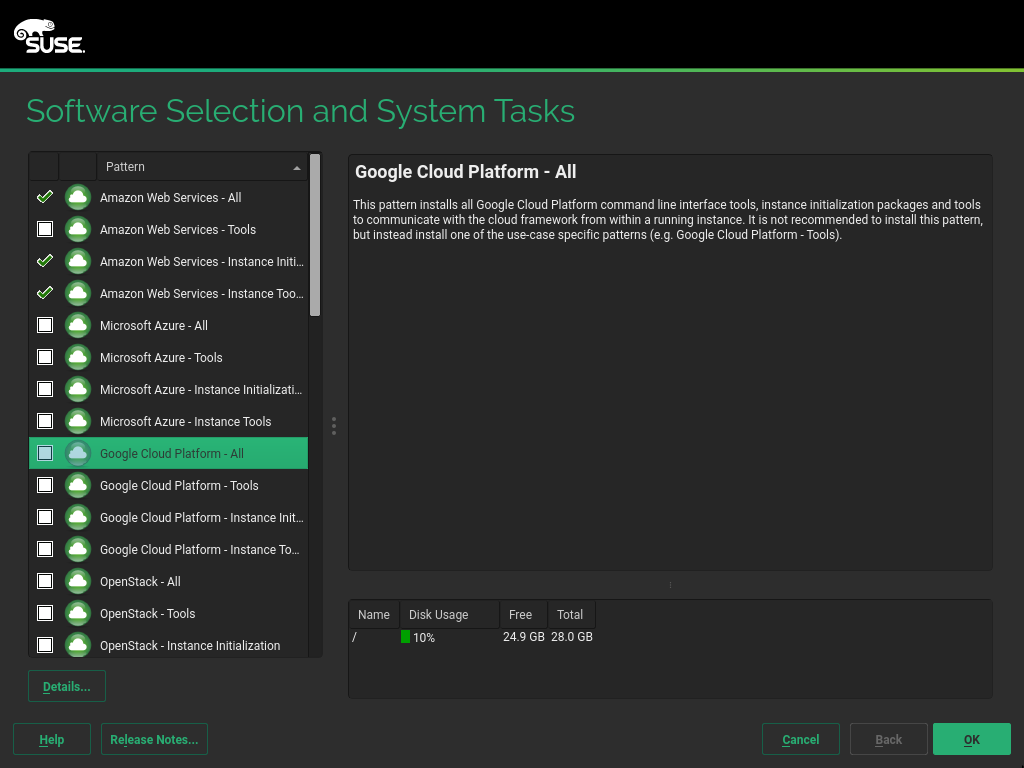 SUSE.
Software Selection and System Tasks
Pattern
Amazon Web Services - All
Amazon Web Services - Tools
Amazon Web Services - Instance Initi...
Amazon Web Services - Instance Too...
Microsoft Azure - All
Microsoft Azure - Tools
Microsoft Azure - Instance Initializati...
Microsoft Azure - Instance Tools
Google Cloud Platform - All
Google Cloud Platform - Tools
Google Cloud Platform - Instance Init...
Google Cloud Platform - Instance To...
OpenStack - All
OpenStack - Tools
OpenStack - Instance Initialization
Details...
Google Cloud Platform - All
This pattern installs all Google Cloud Platform command line interface tools, instance initialization packages and tools
to communicate with the cloud framework from within a running instance. It is not recommended to install this pattern,
but instead install one of the use-case specific patterns (e.g. Google Cloud Platform - Tools).
Name Disk Usage Free Total
/ 10% 24.9 GB 28.0 GB
Help Release Notes... Cancel Back OK